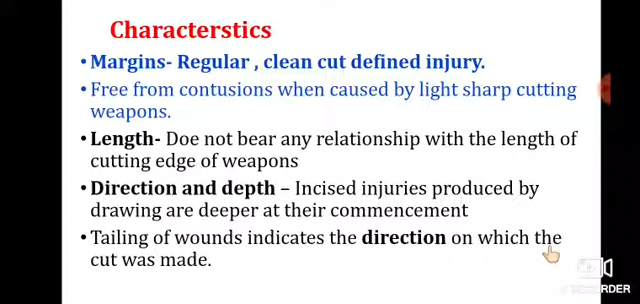 Characterstics
• Margins- Regular , clean cut defined injury.
• Free from contusions when caused by light sharp cutting
weapons.
• Length- Doe not bear any relationship with the length of
cutting edge of weapons
• Direction and depth – Incised injuries produced by
drawing are deeper at their commencement
• Tailing of wounds indicates the direction on which the
cut was made.